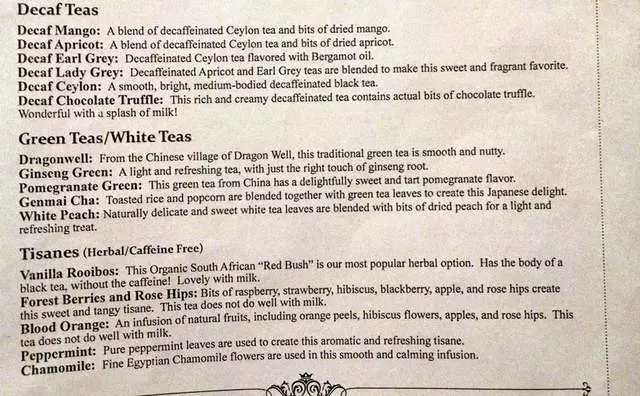 Decaf Teas
Decaf Mango: A blend of decaffeinated Ceylon tea and bits of dried mango.
Decaf Apricot: A blend of decaffeinated Ceylon tea and bits of dried apricot.
Decaf Earl Grey: Decaffeinated Ceylon tea flavored with Bergamot oil.
Decaf Lady Grey: Decaffeinated Apricot and Earl Grey teas are blended to make this sweet and fragrant favorite.
Decaf Ceylon: A smooth, bright, medium-bodied decaffeinated black tea.
Decaf Chocolate Truffle: This rich and creamy decaffeinated tea contains actual bits of chocolate truffle.
Wonderful with a splash of milk!
Green Teas/White Teas
Dragonwell: From the Chinese village of Dragon Well, this traditional green tea is smooth and nutty.
Ginseng Green: A light and refreshing tea, with just the right touch of ginseng root.
Pomegranate Green: This green tea from China has a delightfully sweet and tart pomegranate flavor.
Genmai Cha: Toasted rice and popcorn are blended together with green tea leaves to create this Japanese delight.
White Peach: Naturally delicate and sweet white tea leaves are blended with bits of dried peach for a light and
refreshing treat.
Tisanes (Herbal/Caffeine Free)
Vanilla Rooibos: This Organic South African "Red Bush" is our most popular herbal option. Has the body of a
black tea, without the caffeine! Lovely with milk.
Forest Berries and Rose Hips: Bits of raspberry, strawberry, hibiscus, blackberry, apple, and rose hips create
this sweet and tangy tisane. This tea does not do well with milk.
Blood Orange: An infusion of natural fruits, including orange peels, hibiscus flowers, apples, and rose hips. This
tea does not do well with milk.
Peppermint: Pure peppermint leaves are used to create this aromatic and refreshing tisane.
Chamomile: Fine Egyptian Chamomile flowers are used in this smooth and calming infusion.